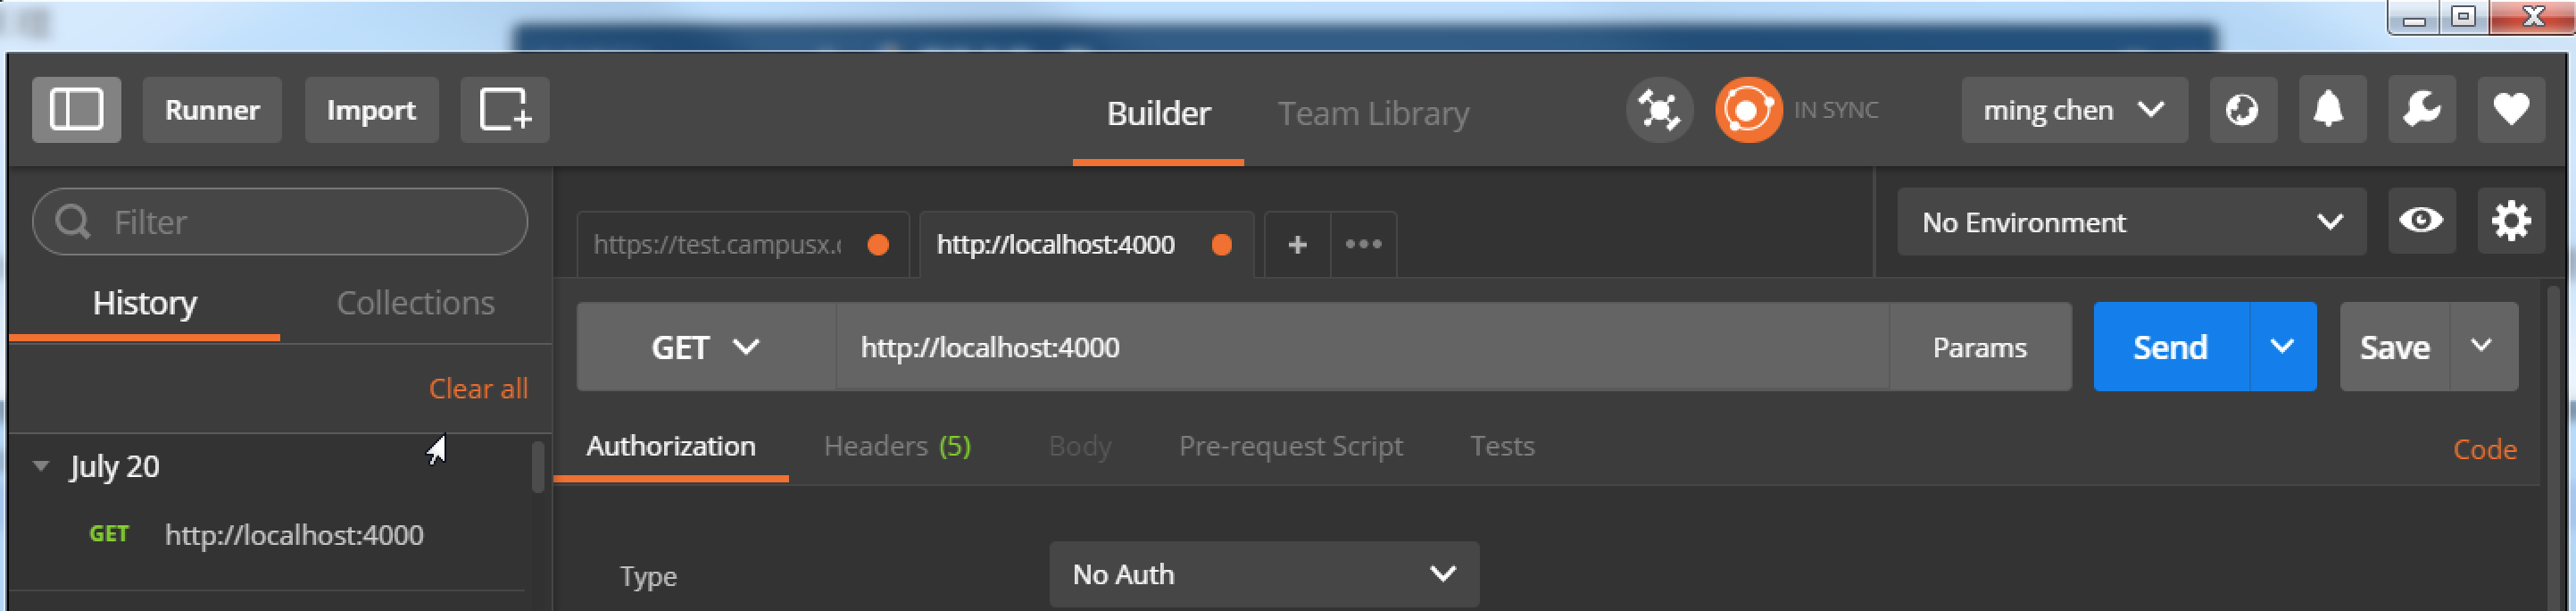 Runner Import Builder Team Library IN SYNC ming chen
Filter
https://test.campusx. http://localhost:4000 + ••• No Environment
History Collections
GET http://localhost:4000 Params Send Save
Clear all
Authorization Headers (5) Body Pre-request Script Tests Code
July 20
GET http://localhost:4000
Type No Auth